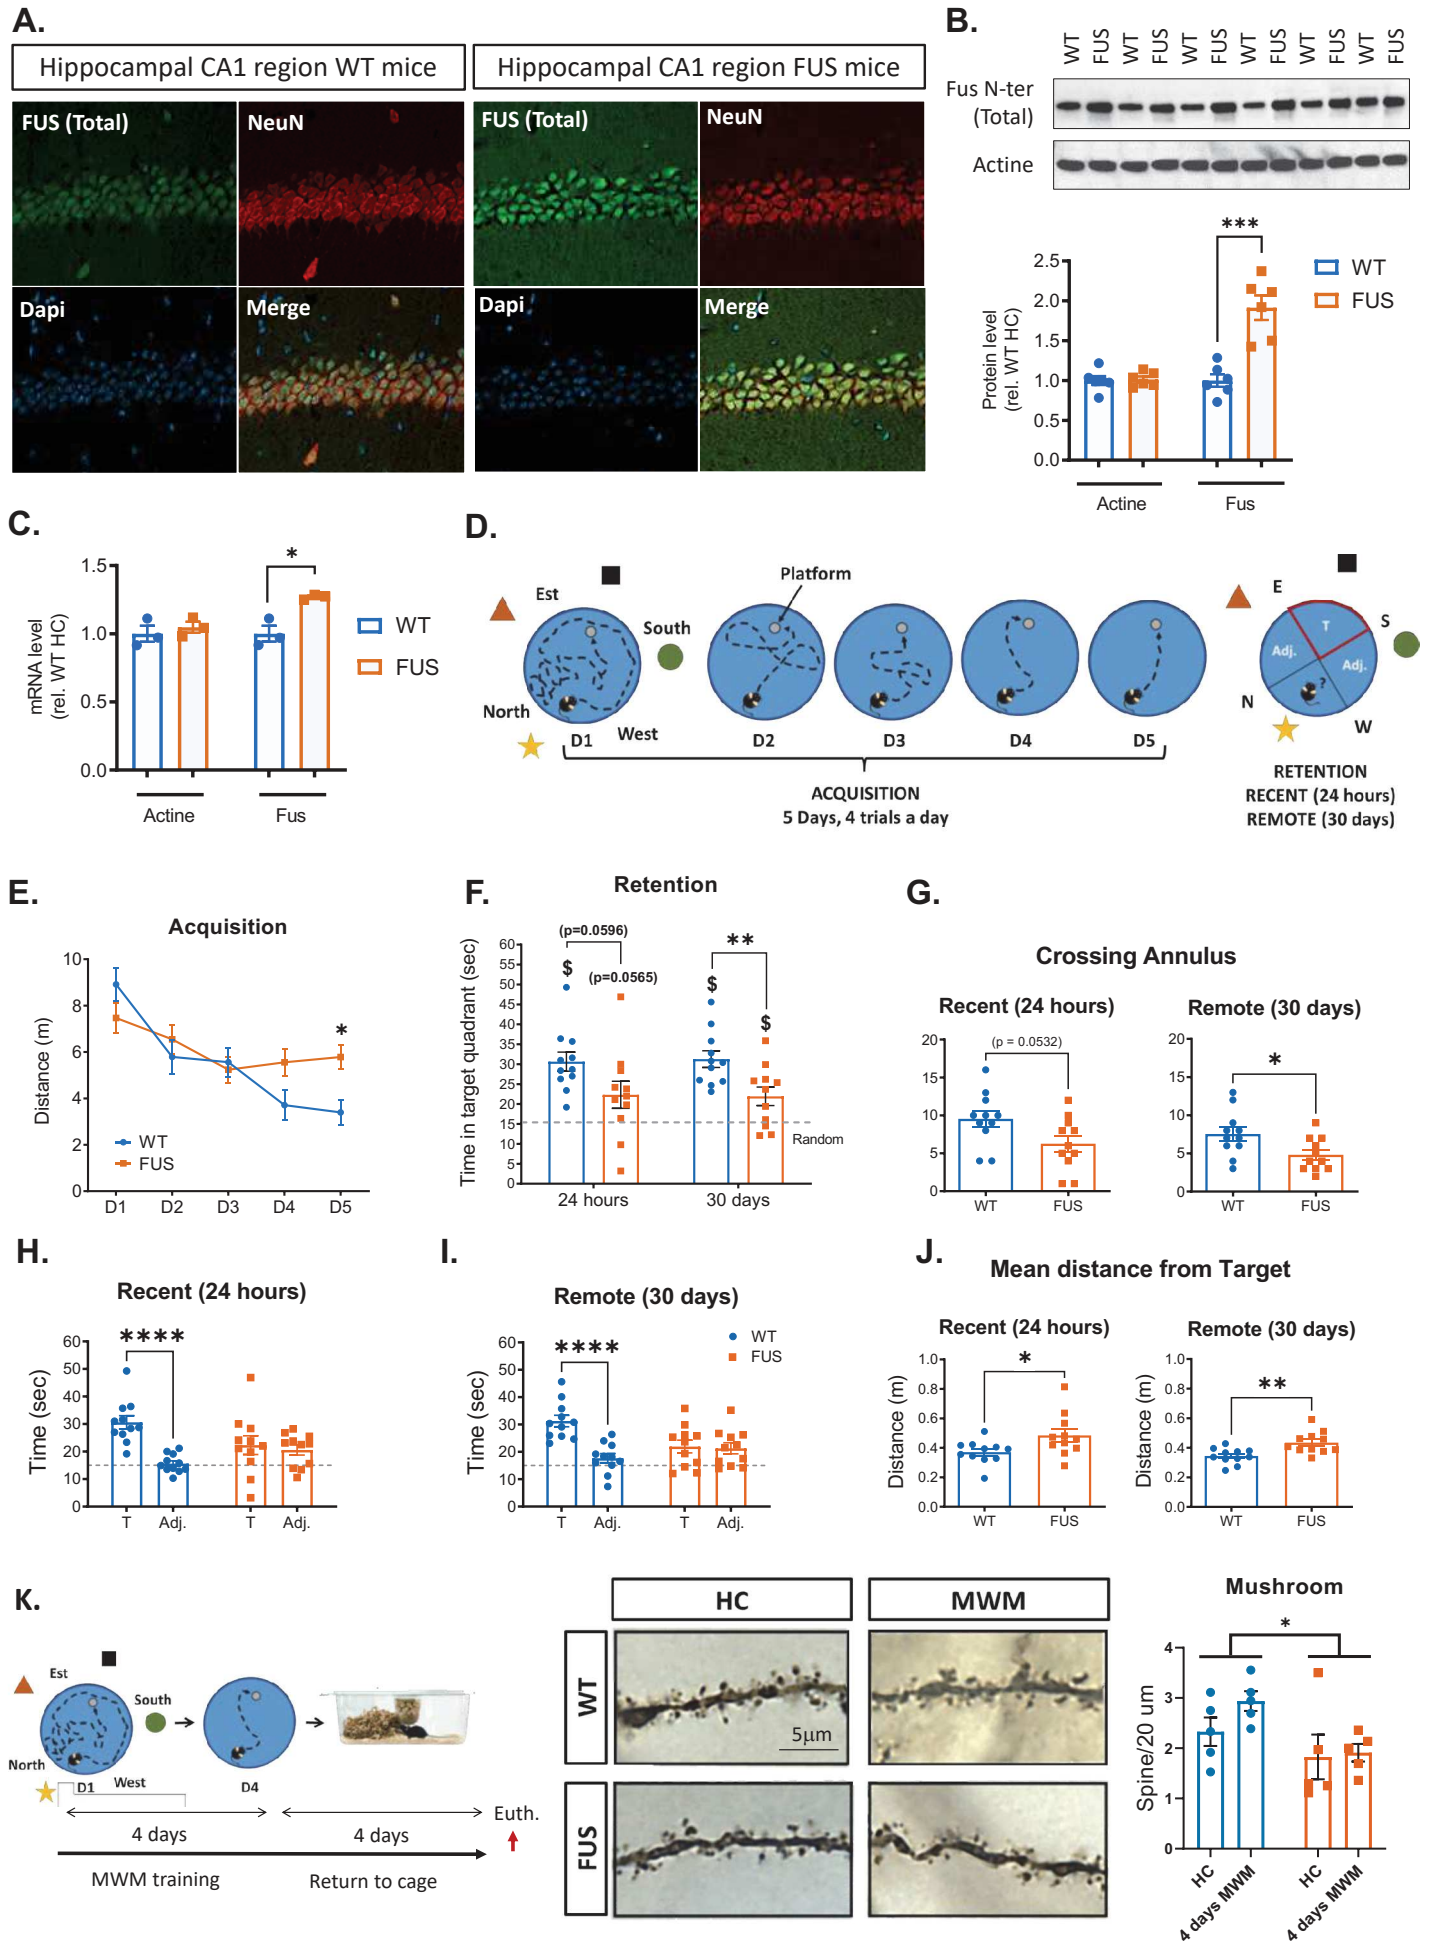 A.
Hippocampal CA1 region WT mice
Hippocampal CA1 region FUS mice
FUS (Total)
NeuN
FUS (Total)
NeuN
Dapi
Merge
Dapi
Merge
B.
WT FUS WT FUS WT FUS WT FUS WT FUS WT FUS
Fus N-ter
(Total)
Actine
***
Protein level
(rel. WT HC)
2.5
2.0
1.5
1.0
0.5
0.0
WT
FUS
Actine
Fus
C.
mRNA level
(rel. WT HC)
1.5
1.0
0.5
0.0
*
WT
FUS
Actine
Fus
D.
Est
South
North
West
Platform
D1
D2
D3
D4
D5
ACQUISITION
5 Days, 4 trials a day
E
S
T
Adj.
Adj.
?
N
W
RETENTION
RECENT (24 hours)
REMOTE (30 days)
E.
Acquisition
Distance (m)
10
8
6
4
2
0
*
WT
FUS
D1 D2 D3 D4 D5
F.
Retention
Time in target quadrant (sec)
60
55
50
45
40
35
30
25
20
15
10
5
0
(p=0.0596)
$
(p=0.0565)
**
$
$
Random
24 hours
30 days
G.
Crossing Annulus
Recent (24 hours)
20
15
10
5
0
(p = 0.0532)
WT
FUS
Remote (30 days)
20
15
10
5
0
*
WT
FUS
H.
Recent (24 hours)
Time (sec)
60
50
40
30
20
10
0
****
T Adj. T Adj.
I.
Remote (30 days)
Time (sec)
60
50
40
30
20
10
0
****
WT
FUS
T Adj. T Adj.
J.
Mean distance from Target
Recent (24 hours)
Distance (m)
1.0
0.8
0.6
0.4
0.2
0.0
*
WT
FUS
Remote (30 days)
Distance (m)
1.0
0.8
0.6
0.4
0.2
0.0
**
WT
FUS
K.
Est
South
North
D1
West
D4
4 days
4 days
Euth.
MWM training
Return to cage
HC
MWM
WT
FUS
5μm
Mushroom
Spine/20 um
4
3
2
1
0
*
HC
4 days MWM
HC
4 days MWM